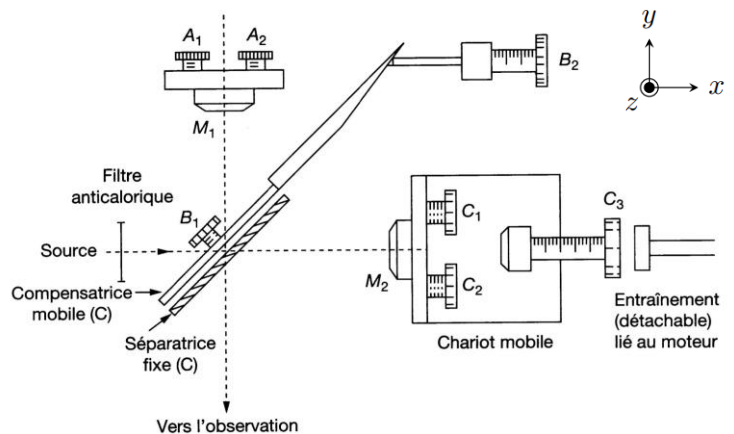 A1 A2
B2
y
x
z
M1
Filtre
anticalorique
B1
Source
C1
C3
M2
C2
Compensatrice
mobile (C)
Séparatrice
fixe (C)
Chariot mobile
Entraînement
(détachable)
lié au moteur
Vers l'observation